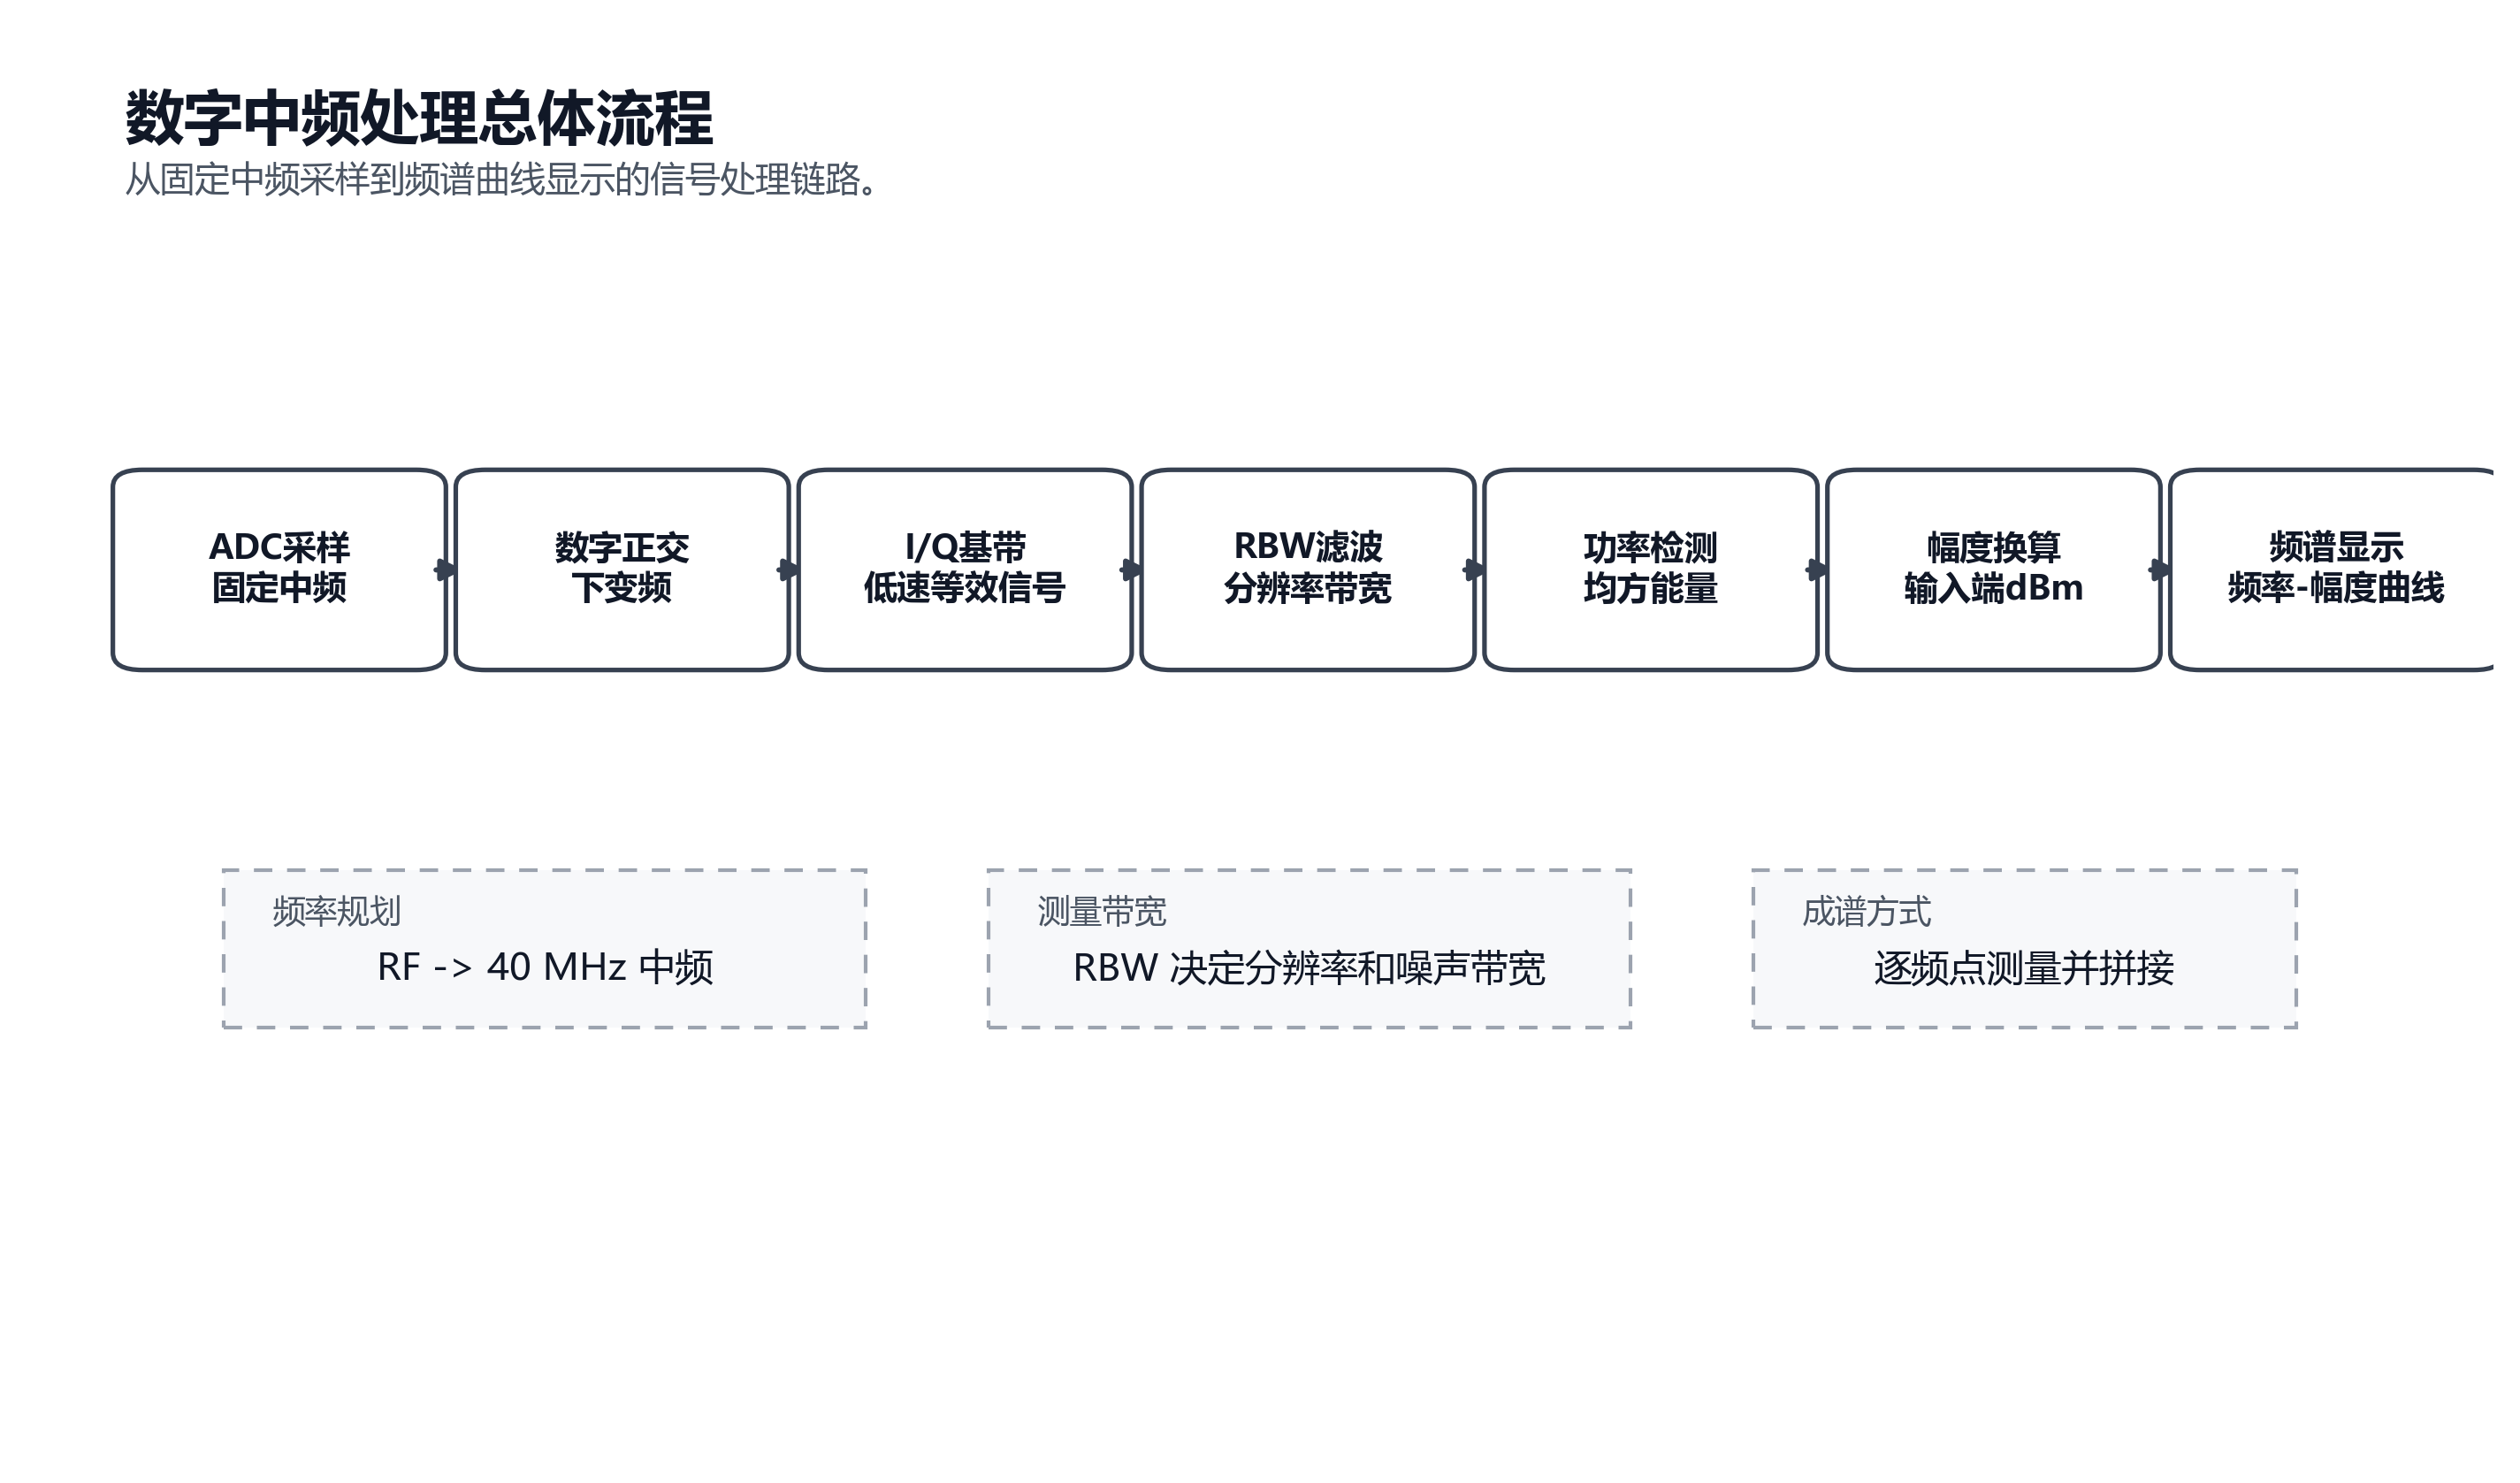 数字中频处理总体流程
从固定中频采样到频谱曲线显示的信号处理链路。
ADC采样
固定中频
数字正交
下变频
I/Q基带
低速等效信号
RBW滤波
分辨率带宽
功率检测
均方能量
幅度换算
输入端dBm
频谱显示
频率-幅度曲线
频率规划
RF -> 40 MHz 中频
测量带宽
RBW 决定分辨率和噪声带宽
成谱方式
逐频点测量并拼接